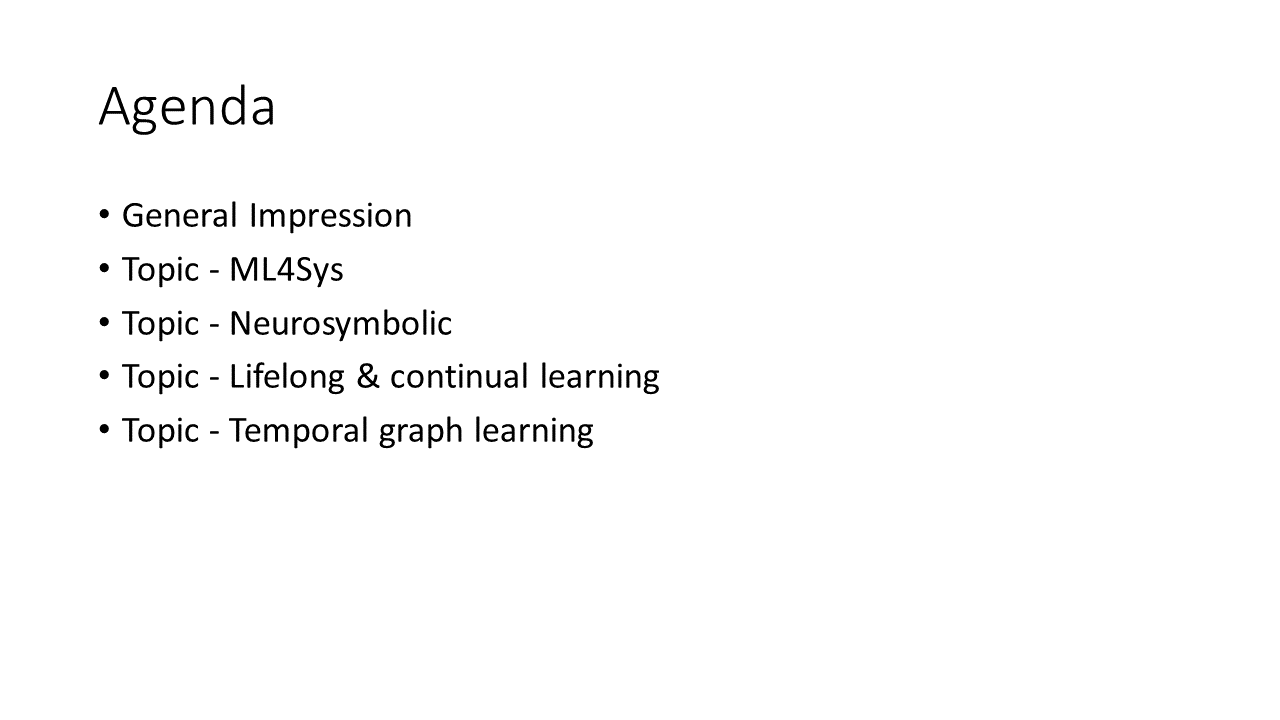 Agenda
• General Impression
• Topic - ML4Sys
• Topic - Neurosymbolic
• Topic - Lifelong & continual learning
• Topic - Temporal graph learning